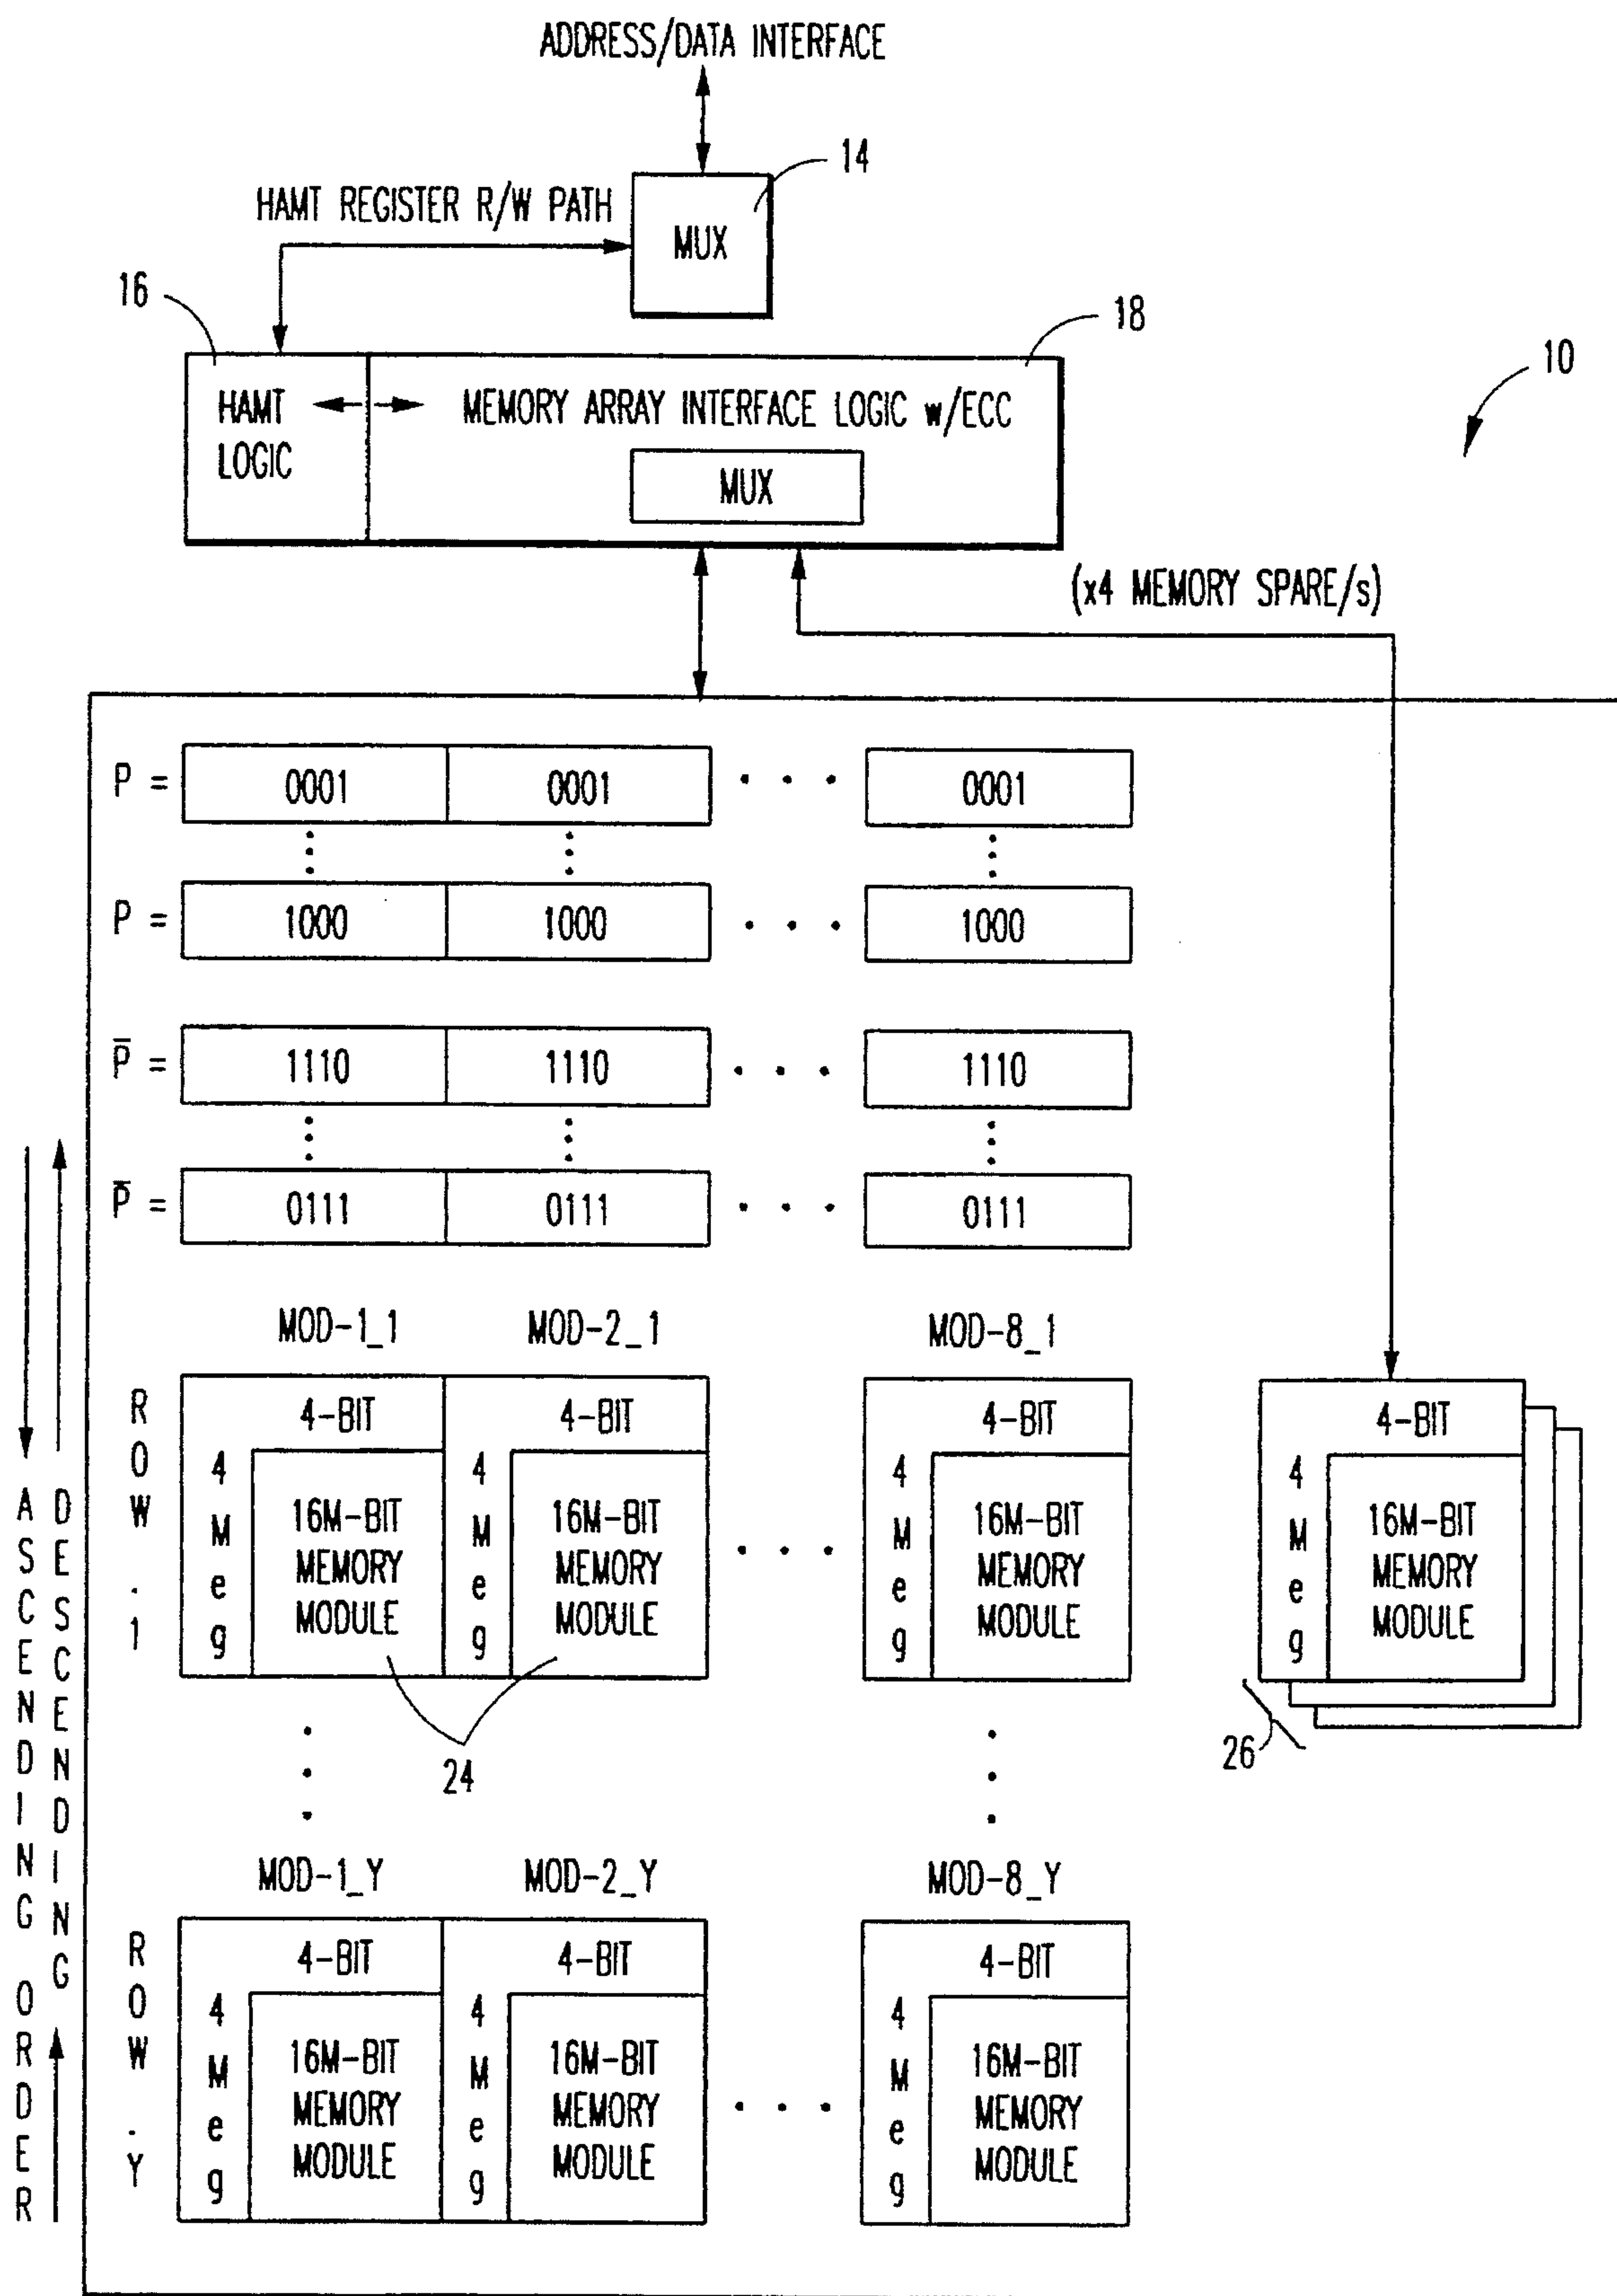 ADDRESS/DATA INTERFACE
14
HAMT REGISTER R/W PATH
MUX
16
18
10
HAMT
LOGIC
MEMORY ARRAY INTERFACE LOGIC w/ECC
MUX
(x4 MEMORY SPARE/s)
P = 0001 0001 . . . 0001
P = 1000 1000 . . . 1000
P̅ = 1110 1110 . . . 1110
P̅ = 0111 0111 . . . 0111
MOD-1_1 MOD-2_1 MOD-8_1
ROW.1
4-BIT 4-BIT 4-BIT 4-BIT
4 Meg 4 Meg 4 Meg 4 Meg
16M-BIT 16M-BIT . . . 16M-BIT 16M-BIT
MEMORY MEMORY MEMORY MEMORY
MODULE MODULE MODULE MODULE
24
26
MOD-1_Y MOD-2_Y MOD-8_Y
ROW.Y
4-BIT 4-BIT 4-BIT
4 Meg 4 Meg 4 Meg
16M-BIT 16M-BIT . . . 16M-BIT
MEMORY MEMORY MEMORY
MODULE MODULE MODULE
ASCENDING ORDER
DESCENDING